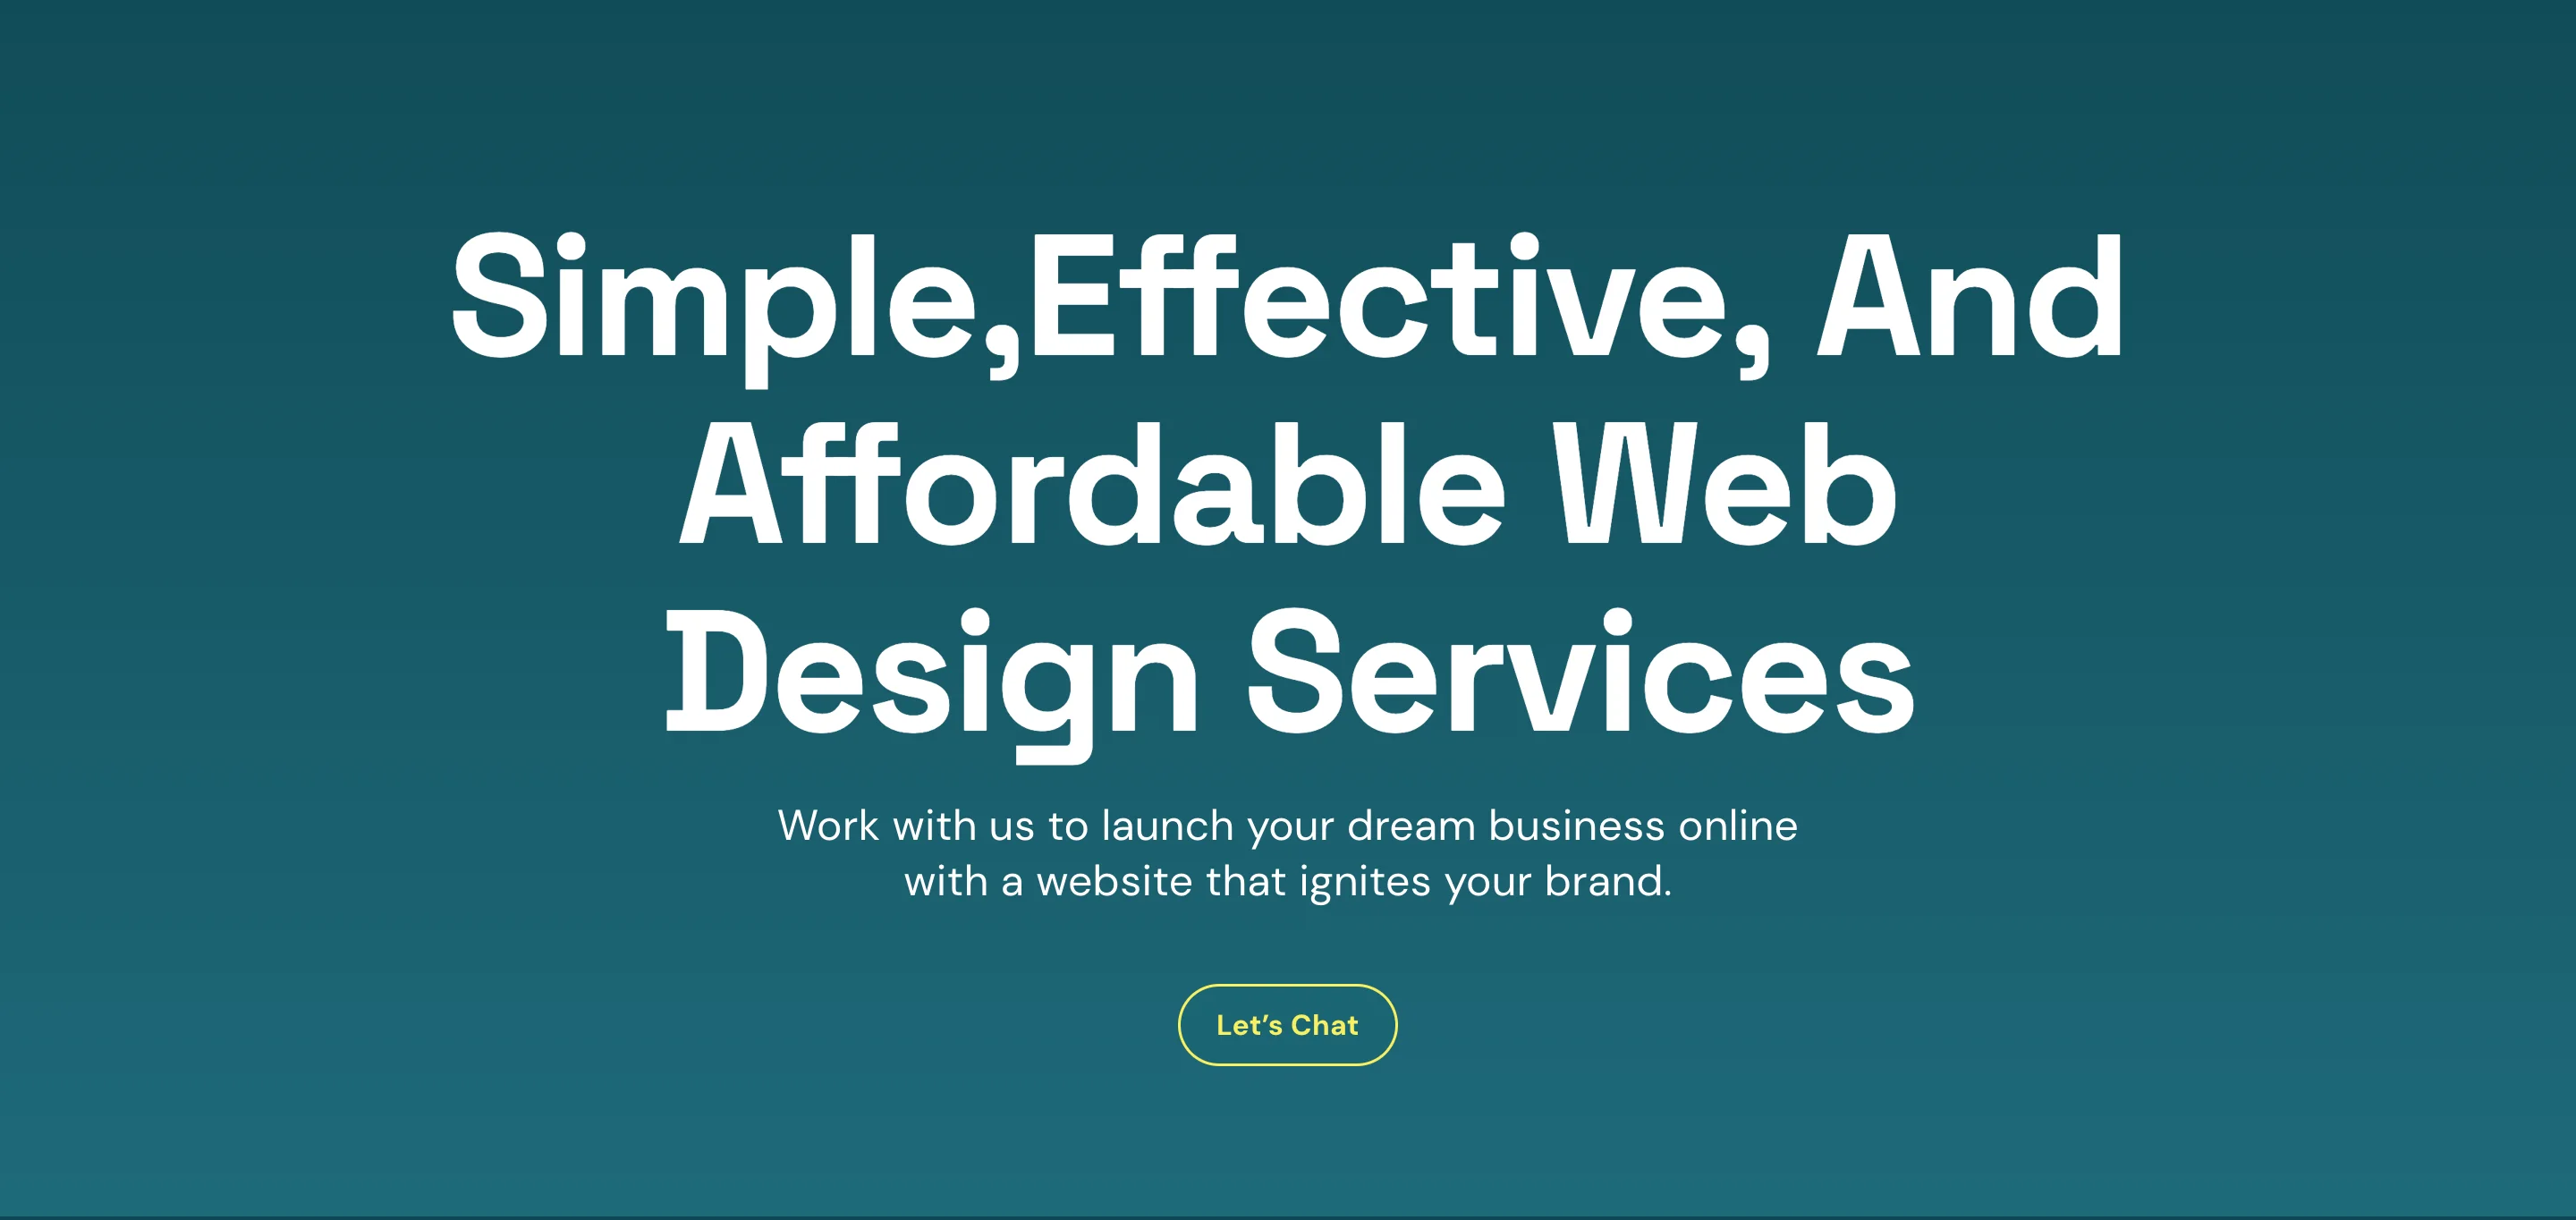 Simple,Effective, And
Affordable Web
Design Services
Work with us to launch your dream business online
with a website that ignites your brand.
Let’s Chat